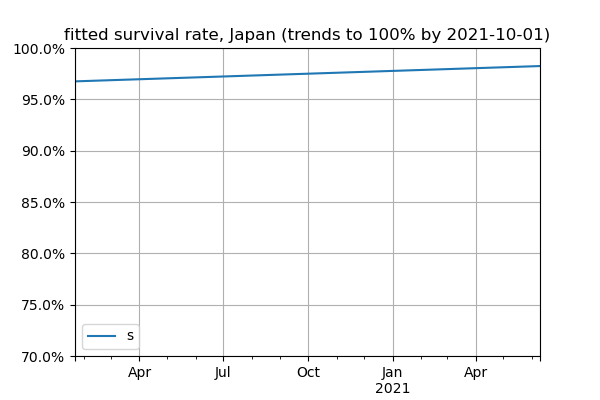 fitted survival rate, Japan (trends to 100% by 2021-10-01)
100.0%
95.0%
90.0%
85.0%
80.0%
75.0%
70.0%
s
Apr Jul Oct Jan Apr
2021